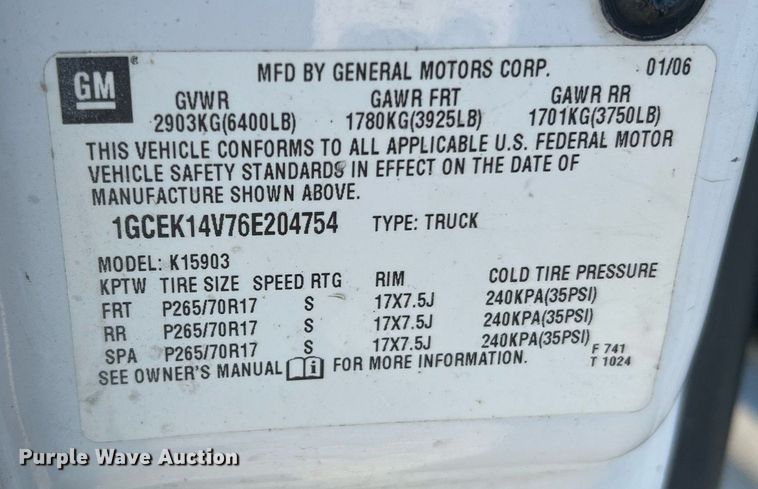 GM
MFD BY GENERAL MOTORS CORP. 01/06
GVWR GAWR FRT GAWR RR
2903KG(6400LB) 1780KG(3925LB) 1701KG(3750LB)
THIS VEHICLE CONFORMS TO ALL APPLICABLE U.S. FEDERAL MOTOR
VEHICLE SAFETY STANDARDS IN EFFECT ON THE DATE OF
MANUFACTURE SHOWN ABOVE.
1GCEK14V76E204754 TYPE: TRUCK
MODEL: K15903
KPTW TIRE SIZE SPEED RTG RIM COLD TIRE PRESSURE
FRT P265/70R17 S 17X7.5J 240KPA(35PSI)
RR P265/70R17 S 17X7.5J 240KPA(35PSI)
SPA P265/70R17 S 17X7.5J 240KPA(35PSI)
SEE OWNER'S MANUAL i FOR MORE INFORMATION.
F 741
T 1024
Purple Wave Auction